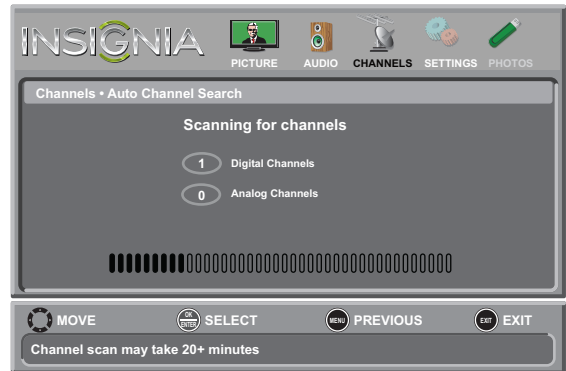 INSIGNIA
PICTURE AUDIO CHANNELS SETTINGS PHOTOS
Channels • Auto Channel Search
Scanning for channels
1 Digital Channels
0 Analog Channels
MOVE OK ENTER SELECT MENU PREVIOUS EXIT EXIT
Channel scan may take 20+ minutes